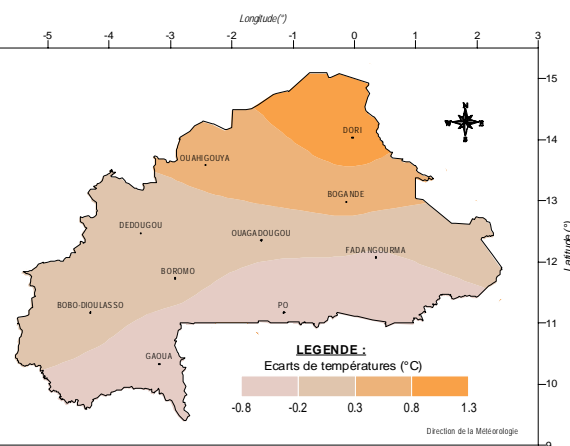 Longitude(°)
-5 -4 -3 -2 -1 0 1 2 3
15
DORI
14
OUAHIGOUYA
BOGANDE
13
DEDOUGOU
OUAGADOUGOU
FADA NGOURMA
12
BOROMO
BOBO-DIOULASSO
PO
11
LEGENDE :
GAOUA
Ecarts de températures (°C)
10
-0.8 -0.2 0.3 0.8 1.3
Direction de la Météorologie
9
Latitude (°)